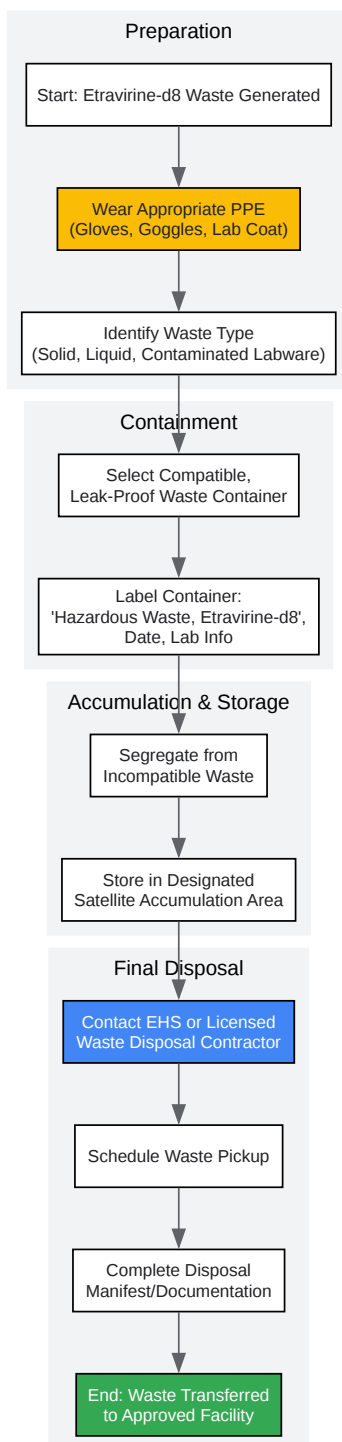 Preparation
Start: Etravirine-d8 Waste Generated
Wear Appropriate PPE
(Gloves, Goggles, Lab Coat)
Identify Waste Type
(Solid, Liquid, Contaminated Labware)
Containment
Select Compatible,
Leak-Proof Waste Container
Label Container:
'Hazardous Waste, Etravirine-d8',
Date, Lab Info
Accumulation & Storage
Segregate from
Incompatible Waste
Store in Designated
Satellite Accumulation Area
Final Disposal
Contact EHS or Licensed
Waste Disposal Contractor
Schedule Waste Pickup
Complete Disposal
Manifest/Documentation
End: Waste Transferred
to Approved Facility